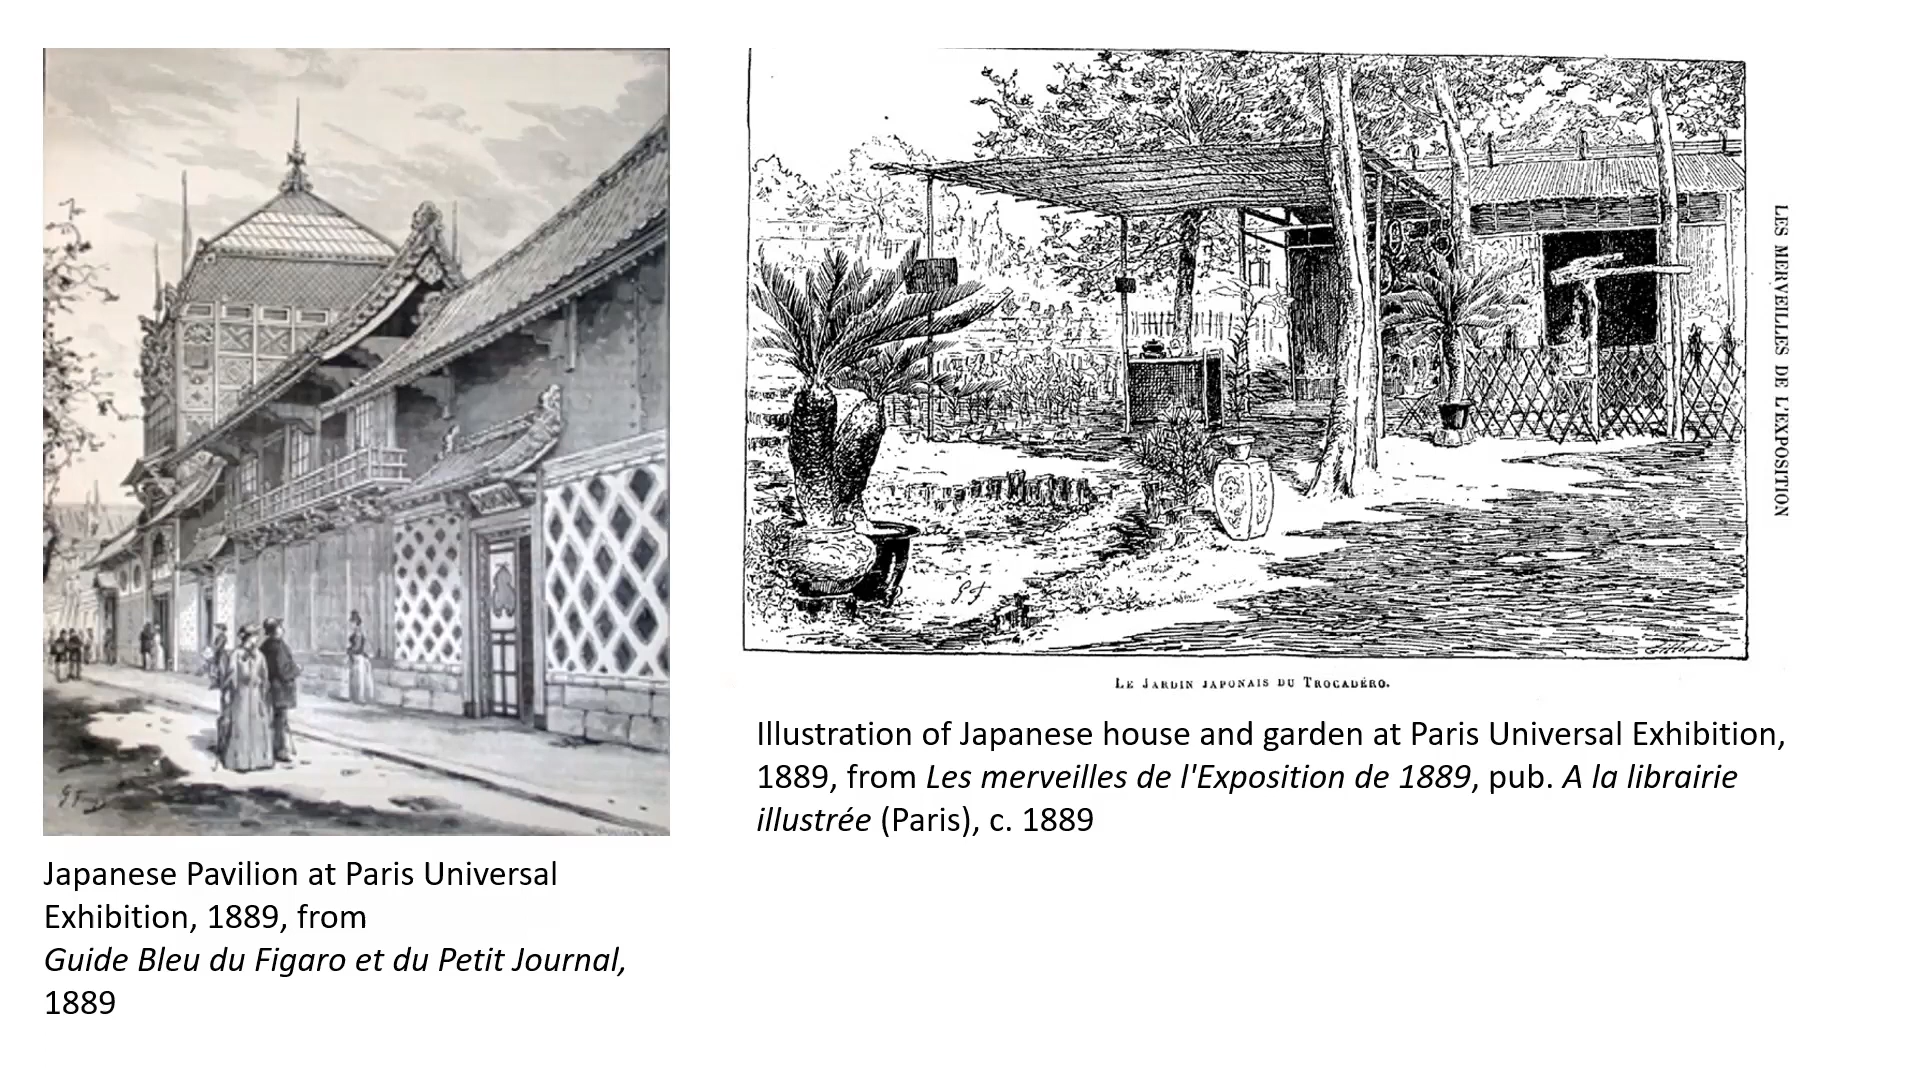 Japanese Pavilion at Paris Universal
Exhibition, 1889, from
Guide Bleu du Figaro et du Petit Journal,
1889
LE JARDIN JAPONAIS DU TROCADÉRO.
LES MERVEILLES DE L'EXPOSITION
Illustration of Japanese house and garden at Paris Universal Exhibition,
1889, from Les merveilles de l'Exposition de 1889, pub. A la librairie
illustrée (Paris), c. 1889